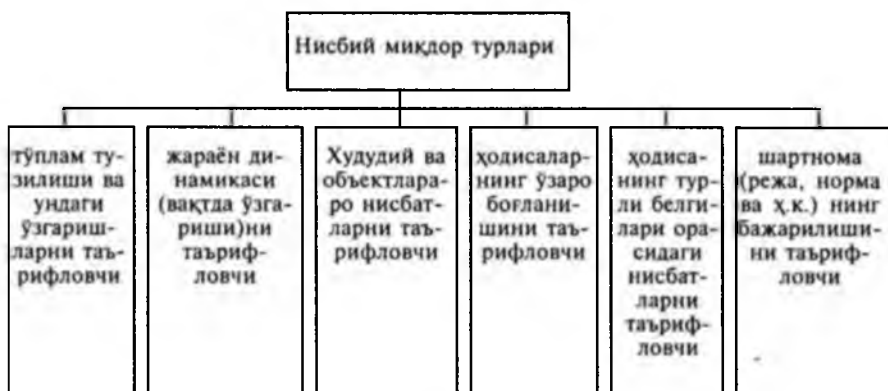 Нисбий миқдор турлари
тўплам ту-
зилиши ва
ундаги
ўзгариш-
ларни таъ-
рифловчи
жараён ди-
намикаси
(вақтда ўзга-
риши)ни
таъриф-
ловчи
Худудий ва
объектлара-
ро нисбат-
ларни таъ-
рифловчи
ҳодисалар-
нинг ўзаро
боғлани-
шини таъ-
рифловчи
ҳодиса-
нинг тур-
ли белги-
лари ора-
сидаги
нисбат-
ларни
таъриф-
ловчи
шартнома
(режа, норма
ва ҳ.к.) нинг
бажарилиши-
ни таъриф-
ловчи